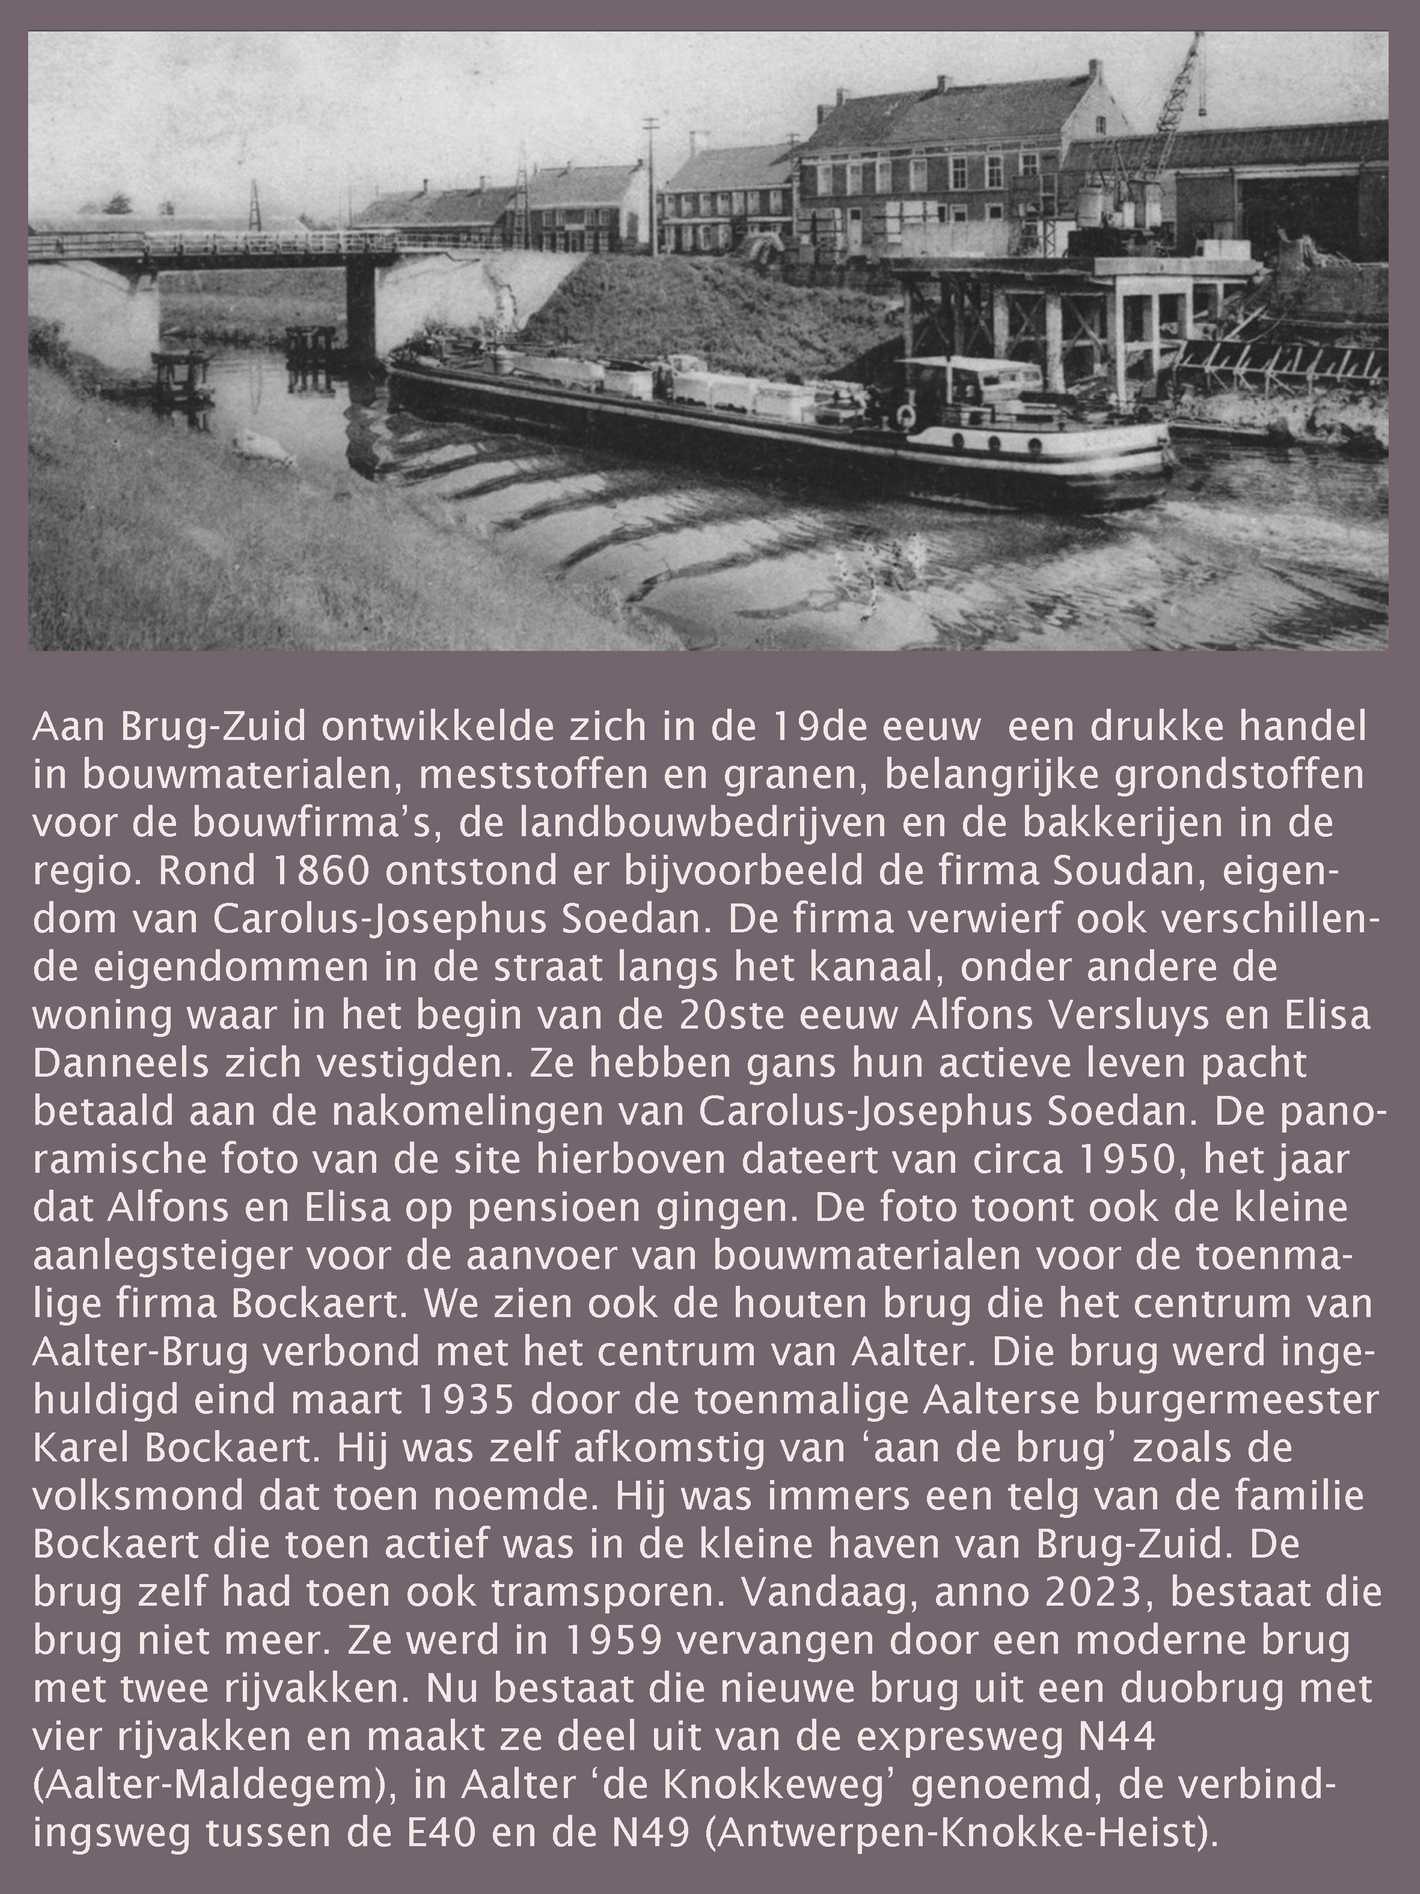 Aan Brug-Zuid ontwikkelde zich in de 19de eeuw  een drukke handel
in bouwmaterialen, meststoffen en granen, belangrijke grondstoffen
voor de bouwfirma’s, de landbouwbedrijven en de bakkerijen in de
regio. Rond 1860 ontstond er bijvoorbeeld de firma Soudan, eigen-
dom van Carolus-Josephus Soedan. De firma verwierf ook verschillen-
de eigendommen in de straat langs het kanaal, onder andere de
woning waar in het begin van de 20ste eeuw Alfons Versluys en Elisa
Danneels zich vestigden. Ze hebben gans hun actieve leven pacht
betaald aan de nakomelingen van Carolus-Josephus Soedan. De pano-
ramische foto van de site hierboven dateert van circa 1950, het jaar
dat Alfons en Elisa op pensioen gingen. De foto toont ook de kleine
aanlegsteiger voor de aanvoer van bouwmaterialen voor de toenma-
lige firma Bockaert. We zien ook de houten brug die het centrum van
Aalter-Brug verbond met het centrum van Aalter. Die brug werd inge-
huldigd eind maart 1935 door de toenmalige Aalterse burgermeester
Karel Bockaert. Hij was zelf afkomstig van ‘aan de brug’ zoals de
volksmond dat toen noemde. Hij was immers een telg van de familie
Bockaert die toen actief was in de kleine haven van Brug-Zuid. De
brug zelf had toen ook tramsporen. Vandaag, anno 2023, bestaat die
brug niet meer. Ze werd in 1959 vervangen door een moderne brug
met twee rijvakken. Nu bestaat die nieuwe brug uit een duobrug met
vier rijvakken en maakt ze deel uit van de expresweg N44
(Aalter-Maldegem), in Aalter ‘de Knokkeweg’ genoemd, de verbind-
ingsweg tussen de E40 en de N49 (Antwerpen-Knokke-Heist).